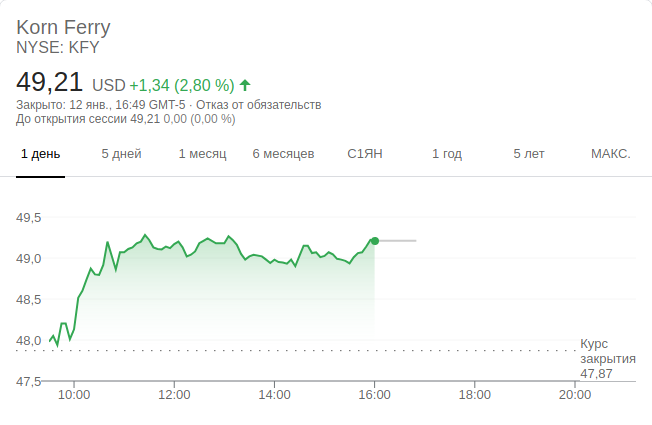 Korn Ferry
NYSE: KFY
49,21 USD +1,34 (2,80 %)
Закрыто: 12 янв., 16:49 GMT-5 · Отказ от обязательств
До открытия сессии 49,21 0,00 (0,00 %)
1 день 5 дней 1 месяц 6 месяцев С1ЯН 1 год 5 лет МАКС.
49,5
49,0
48,5
48,0
Курс
закрытия
47,87
47,5
10:00 12:00 14:00 16:00 18:00 20:00